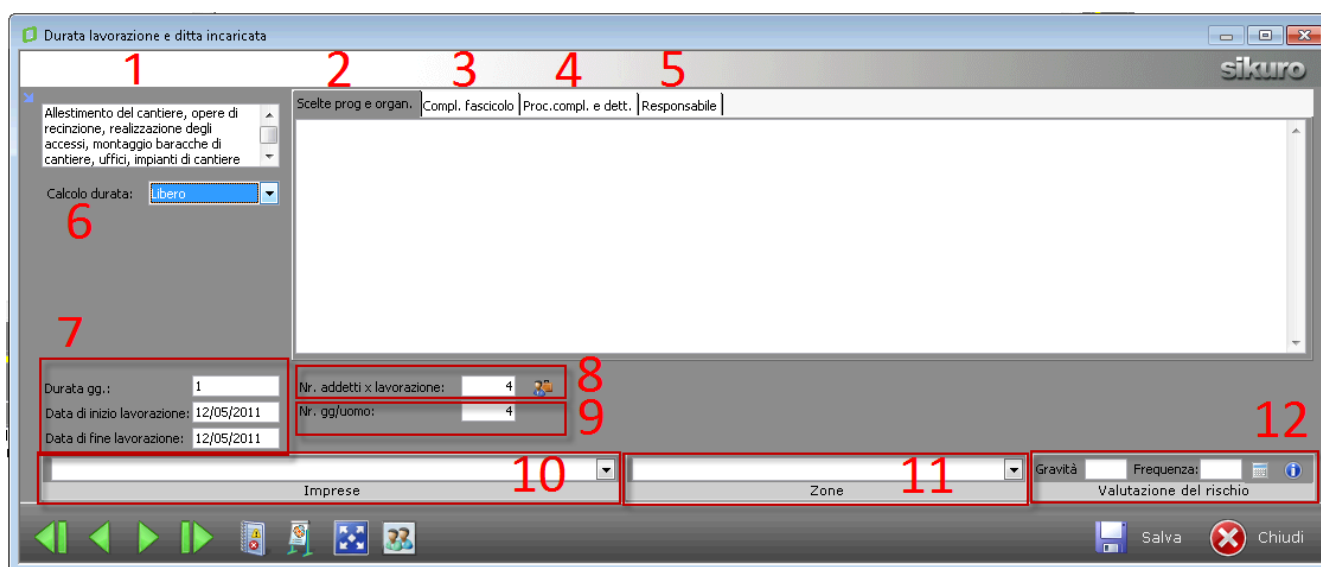 Durata lavorazione e ditta incaricata
1 2 3 4 5
sikuro
Scelte prog e organ. Compl. fascicolo Proc.compl. e dett. Responsabile
Allestimento del cantiere, opere di
recinzione, realizzazione degli
accessi, montaggio baracche di
cantiere, uffici, impianti di cantiere
Calcolo durata: Libero
6
7
Durata gg.: 1
Data di inizio lavorazione: 12/05/2011
Data di fine lavorazione: 12/05/2011
Nr. addetti x lavorazione: 4 8
Nr. gg/uomo: 4 9
10
Imprese
11
Zone
12
Gravità Frequenza:
Valutazione del rischio
Salva Chiudi